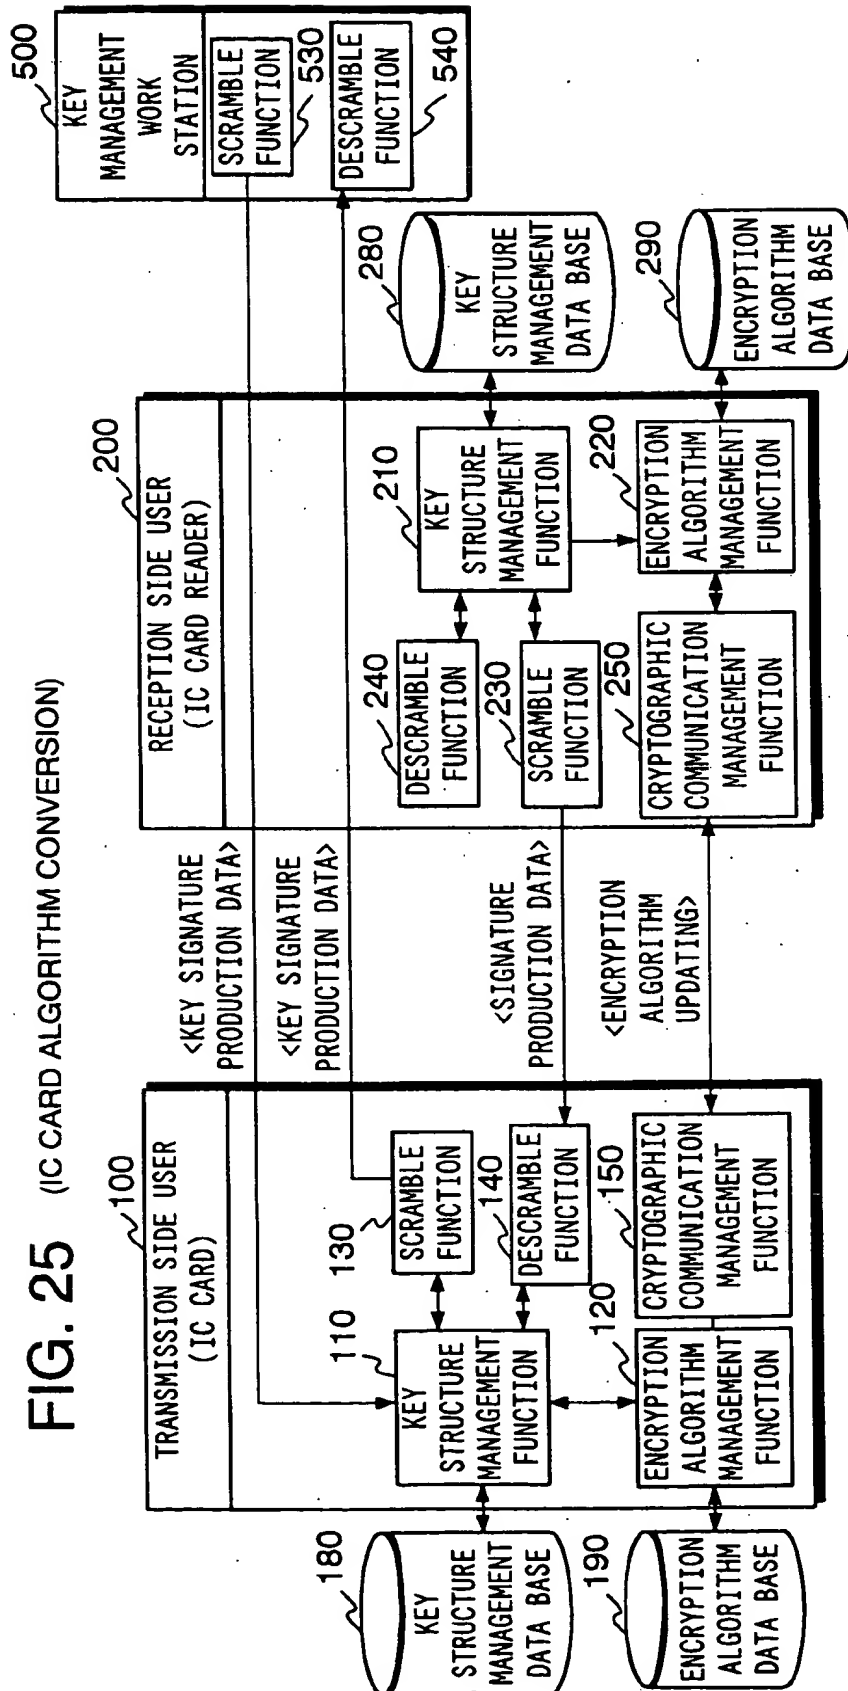 FIG. 25 (IC CARD ALGORITHM CONVERSION)
100
TRANSMISSION SIDE USER
(IC CARD)
180
KEY
STRUCTURE
MANAGEMENT
DATA BASE
190
ENCRYPTION
ALGORITHM
DATA BASE
110
KEY
STRUCTURE
MANAGEMENT
FUNCTION
120
ENCRYPTION
ALGORITHM
MANAGEMENT
FUNCTION
130
SCRAMBLE
FUNCTION
140
DESCRAMBLE
FUNCTION
150
CRYPTOGRAPHIC
COMMUNICATION
MANAGEMENT
FUNCTION
<KEY SIGNATURE
PRODUCTION DATA>
<KEY SIGNATURE
PRODUCTION DATA>
<SIGNATURE
PRODUCTION DATA>
<ENCRYPTION
ALGORITHM
UPDATING>
200
RECEPTION SIDE USER
(IC CARD READER)
240
DESCRAMBLE
FUNCTION
230
SCRAMBLE
FUNCTION
250
CRYPTOGRAPHIC
COMMUNICATION
MANAGEMENT
FUNCTION
210
KEY
STRUCTURE
MANAGEMENT
FUNCTION
220
ENCRYPTION
ALGORITHM
MANAGEMENT
FUNCTION
280
KEY
STRUCTURE
MANAGEMENT
DATA BASE
290
ENCRYPTION
ALGORITHM
DATA BASE
500
KEY
MANAGEMENT
WORK
STATION
SCRAMBLE
FUNCTION
530
DESCRAMBLE
FUNCTION
540